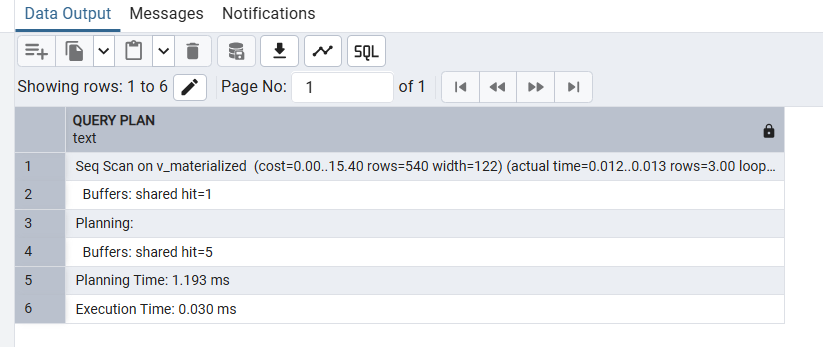 Data Output Messages Notifications
SQL
Showing rows: 1 to 6 Page No: 1 of 1
QUERY PLAN
text
1 Seq Scan on v_materialized (cost=0.00..15.40 rows=540 width=122) (actual time=0.012..0.013 rows=3.00 loop...
2 Buffers: shared hit=1
3 Planning:
4 Buffers: shared hit=5
5 Planning Time: 1.193 ms
6 Execution Time: 0.030 ms